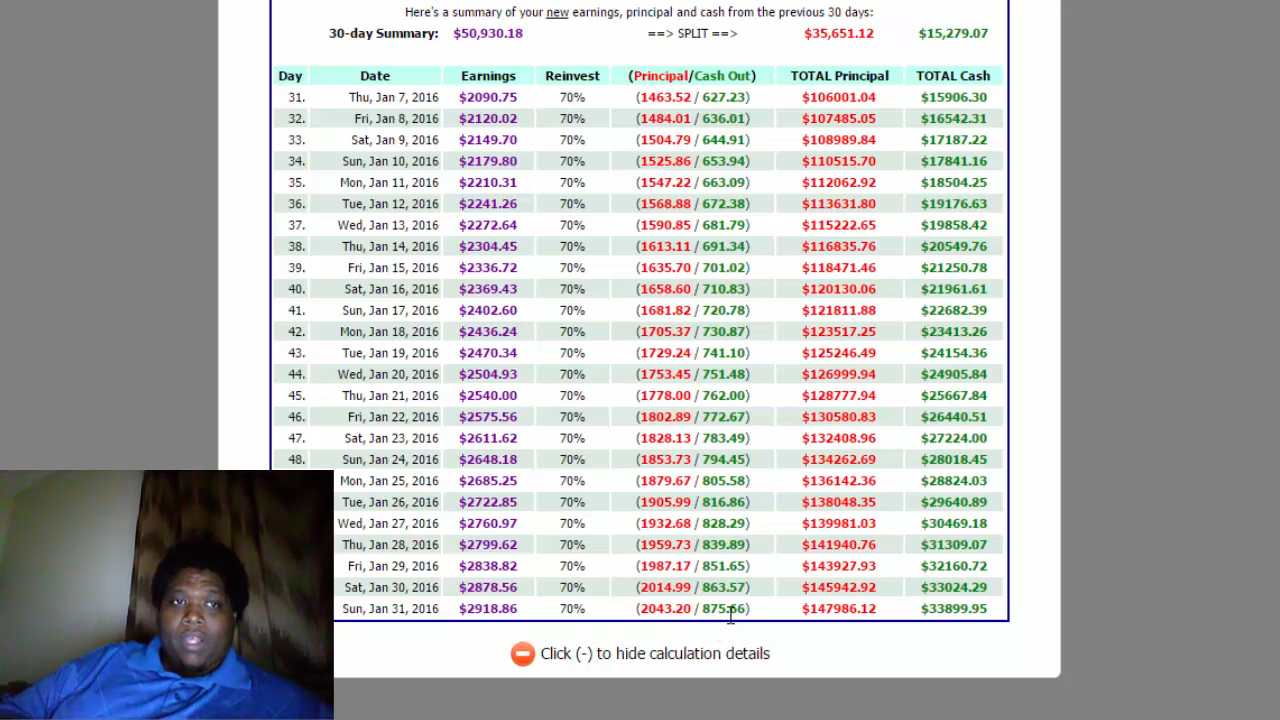 Here's a summary of your new earnings, principal and cash from the previous 30 days:
30-day Summary: $50,930.18 ==> SPLIT ==> $35,651.12 $15,279.07
Day Date Earnings Reinvest (Principal/Cash Out) TOTAL Principal TOTAL Cash
31. Thu, Jan 7, 2016 $2090.75 70% (1463.52 / 627.23) $106001.04 $15906.30
32. Fri, Jan 8, 2016 $2120.02 70% (1484.01 / 636.01) $107485.05 $16542.31
33. Sat, Jan 9, 2016 $2149.70 70% (1504.79 / 644.91) $108989.84 $17187.22
34. Sun, Jan 10, 2016 $2179.80 70% (1525.86 / 653.94) $110515.70 $17841.16
35. Mon, Jan 11, 2016 $2210.31 70% (1547.22 / 663.09) $112062.92 $18504.25
36. Tue, Jan 12, 2016 $2241.26 70% (1568.88 / 672.38) $113631.80 $19176.63
37. Wed, Jan 13, 2016 $2272.64 70% (1590.85 / 681.79) $115222.65 $19858.42
38. Thu, Jan 14, 2016 $2304.45 70% (1613.11 / 691.34) $116835.76 $20549.76
39. Fri, Jan 15, 2016 $2336.72 70% (1635.70 / 701.02) $118471.46 $21250.78
40. Sat, Jan 16, 2016 $2369.43 70% (1658.60 / 710.83) $120130.06 $21961.61
41. Sun, Jan 17, 2016 $2402.60 70% (1681.82 / 720.78) $121811.88 $22682.39
42. Mon, Jan 18, 2016 $2436.24 70% (1705.37 / 730.87) $123517.25 $23413.26
43. Tue, Jan 19, 2016 $2470.34 70% (1729.24 / 741.10) $125246.49 $24154.36
44. Wed, Jan 20, 2016 $2504.93 70% (1753.45 / 751.48) $126999.94 $24905.84
45. Thu, Jan 21, 2016 $2540.00 70% (1778.00 / 762.00) $128777.94 $25667.84
46. Fri, Jan 22, 2016 $2575.56 70% (1802.89 / 772.67) $130580.83 $26440.51
47. Sat, Jan 23, 2016 $2611.62 70% (1828.13 / 783.49) $132408.96 $27224.00
48. Sun, Jan 24, 2016 $2648.18 70% (1853.73 / 794.45) $134262.69 $28018.45
Mon, Jan 25, 2016 $2685.25 70% (1879.67 / 805.58) $136142.36 $28824.03
Tue, Jan 26, 2016 $2722.85 70% (1905.99 / 816.86) $138048.35 $29640.89
Wed, Jan 27, 2016 $2760.97 70% (1932.68 / 828.29) $139981.03 $30469.18
Thu, Jan 28, 2016 $2799.62 70% (1959.73 / 839.89) $141940.76 $31309.07
Fri, Jan 29, 2016 $2838.82 70% (1987.17 / 851.65) $143927.93 $32160.72
Sat, Jan 30, 2016 $2878.56 70% (2014.99 / 863.57) $145942.92 $33024.29
Sun, Jan 31, 2016 $2918.86 70% (2043.20 / 875.66) $147986.12 $33899.95
Click (-) to hide calculation details